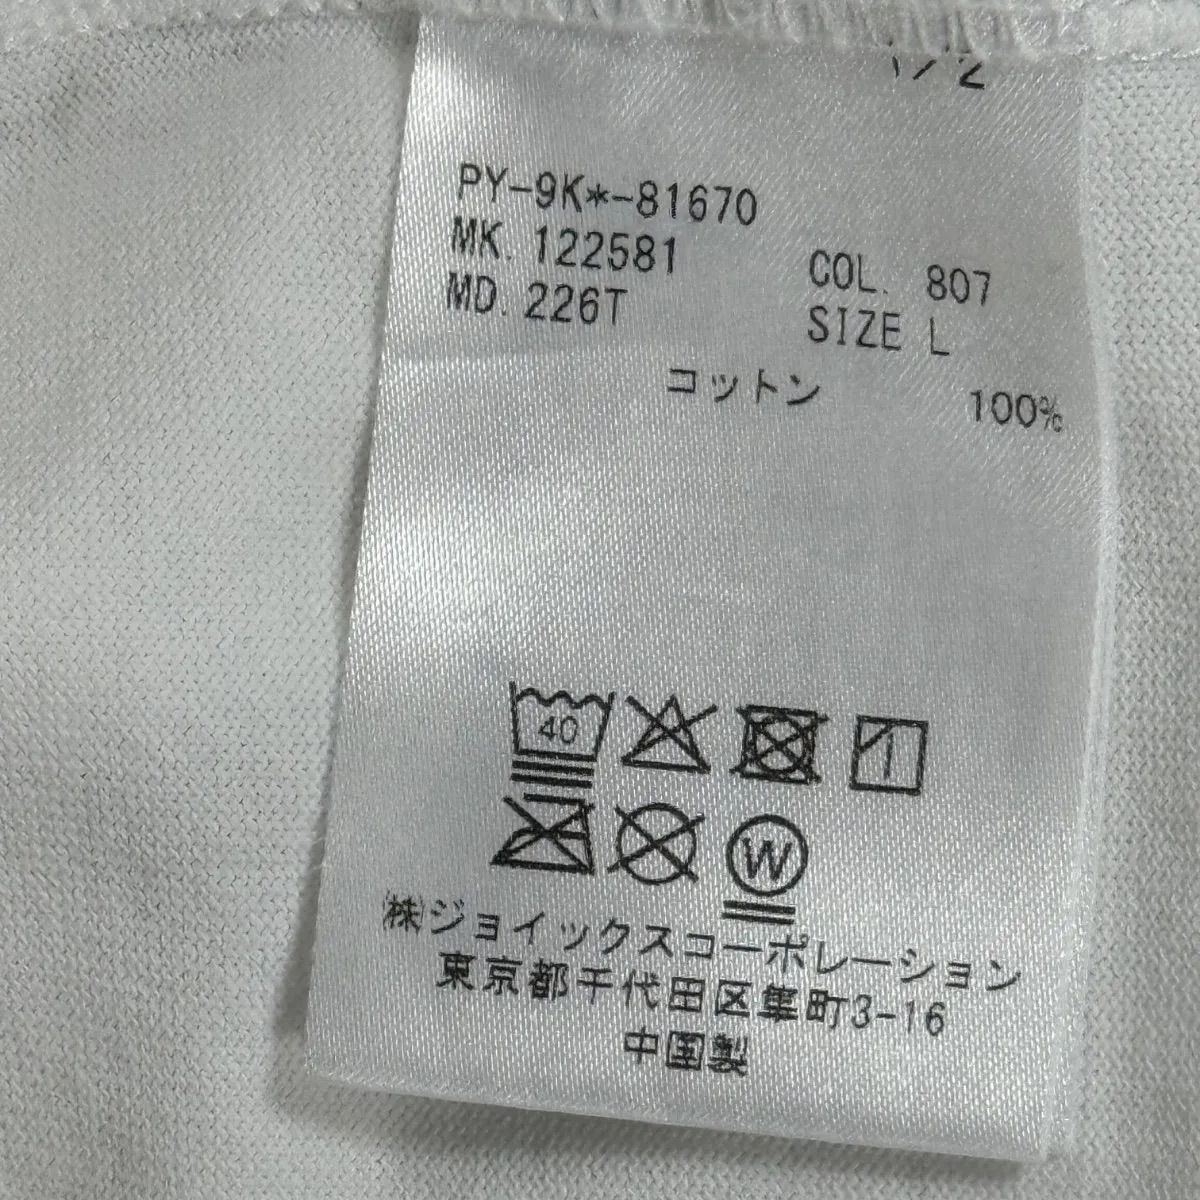 1/2
PY-9K*-81670
MK. 122581 COL. 807
MD. 226T SIZE L
コットン 100%
40
W
㈱ジョイックスコーポレーション
東京都千代田区隼町3-16
中国製